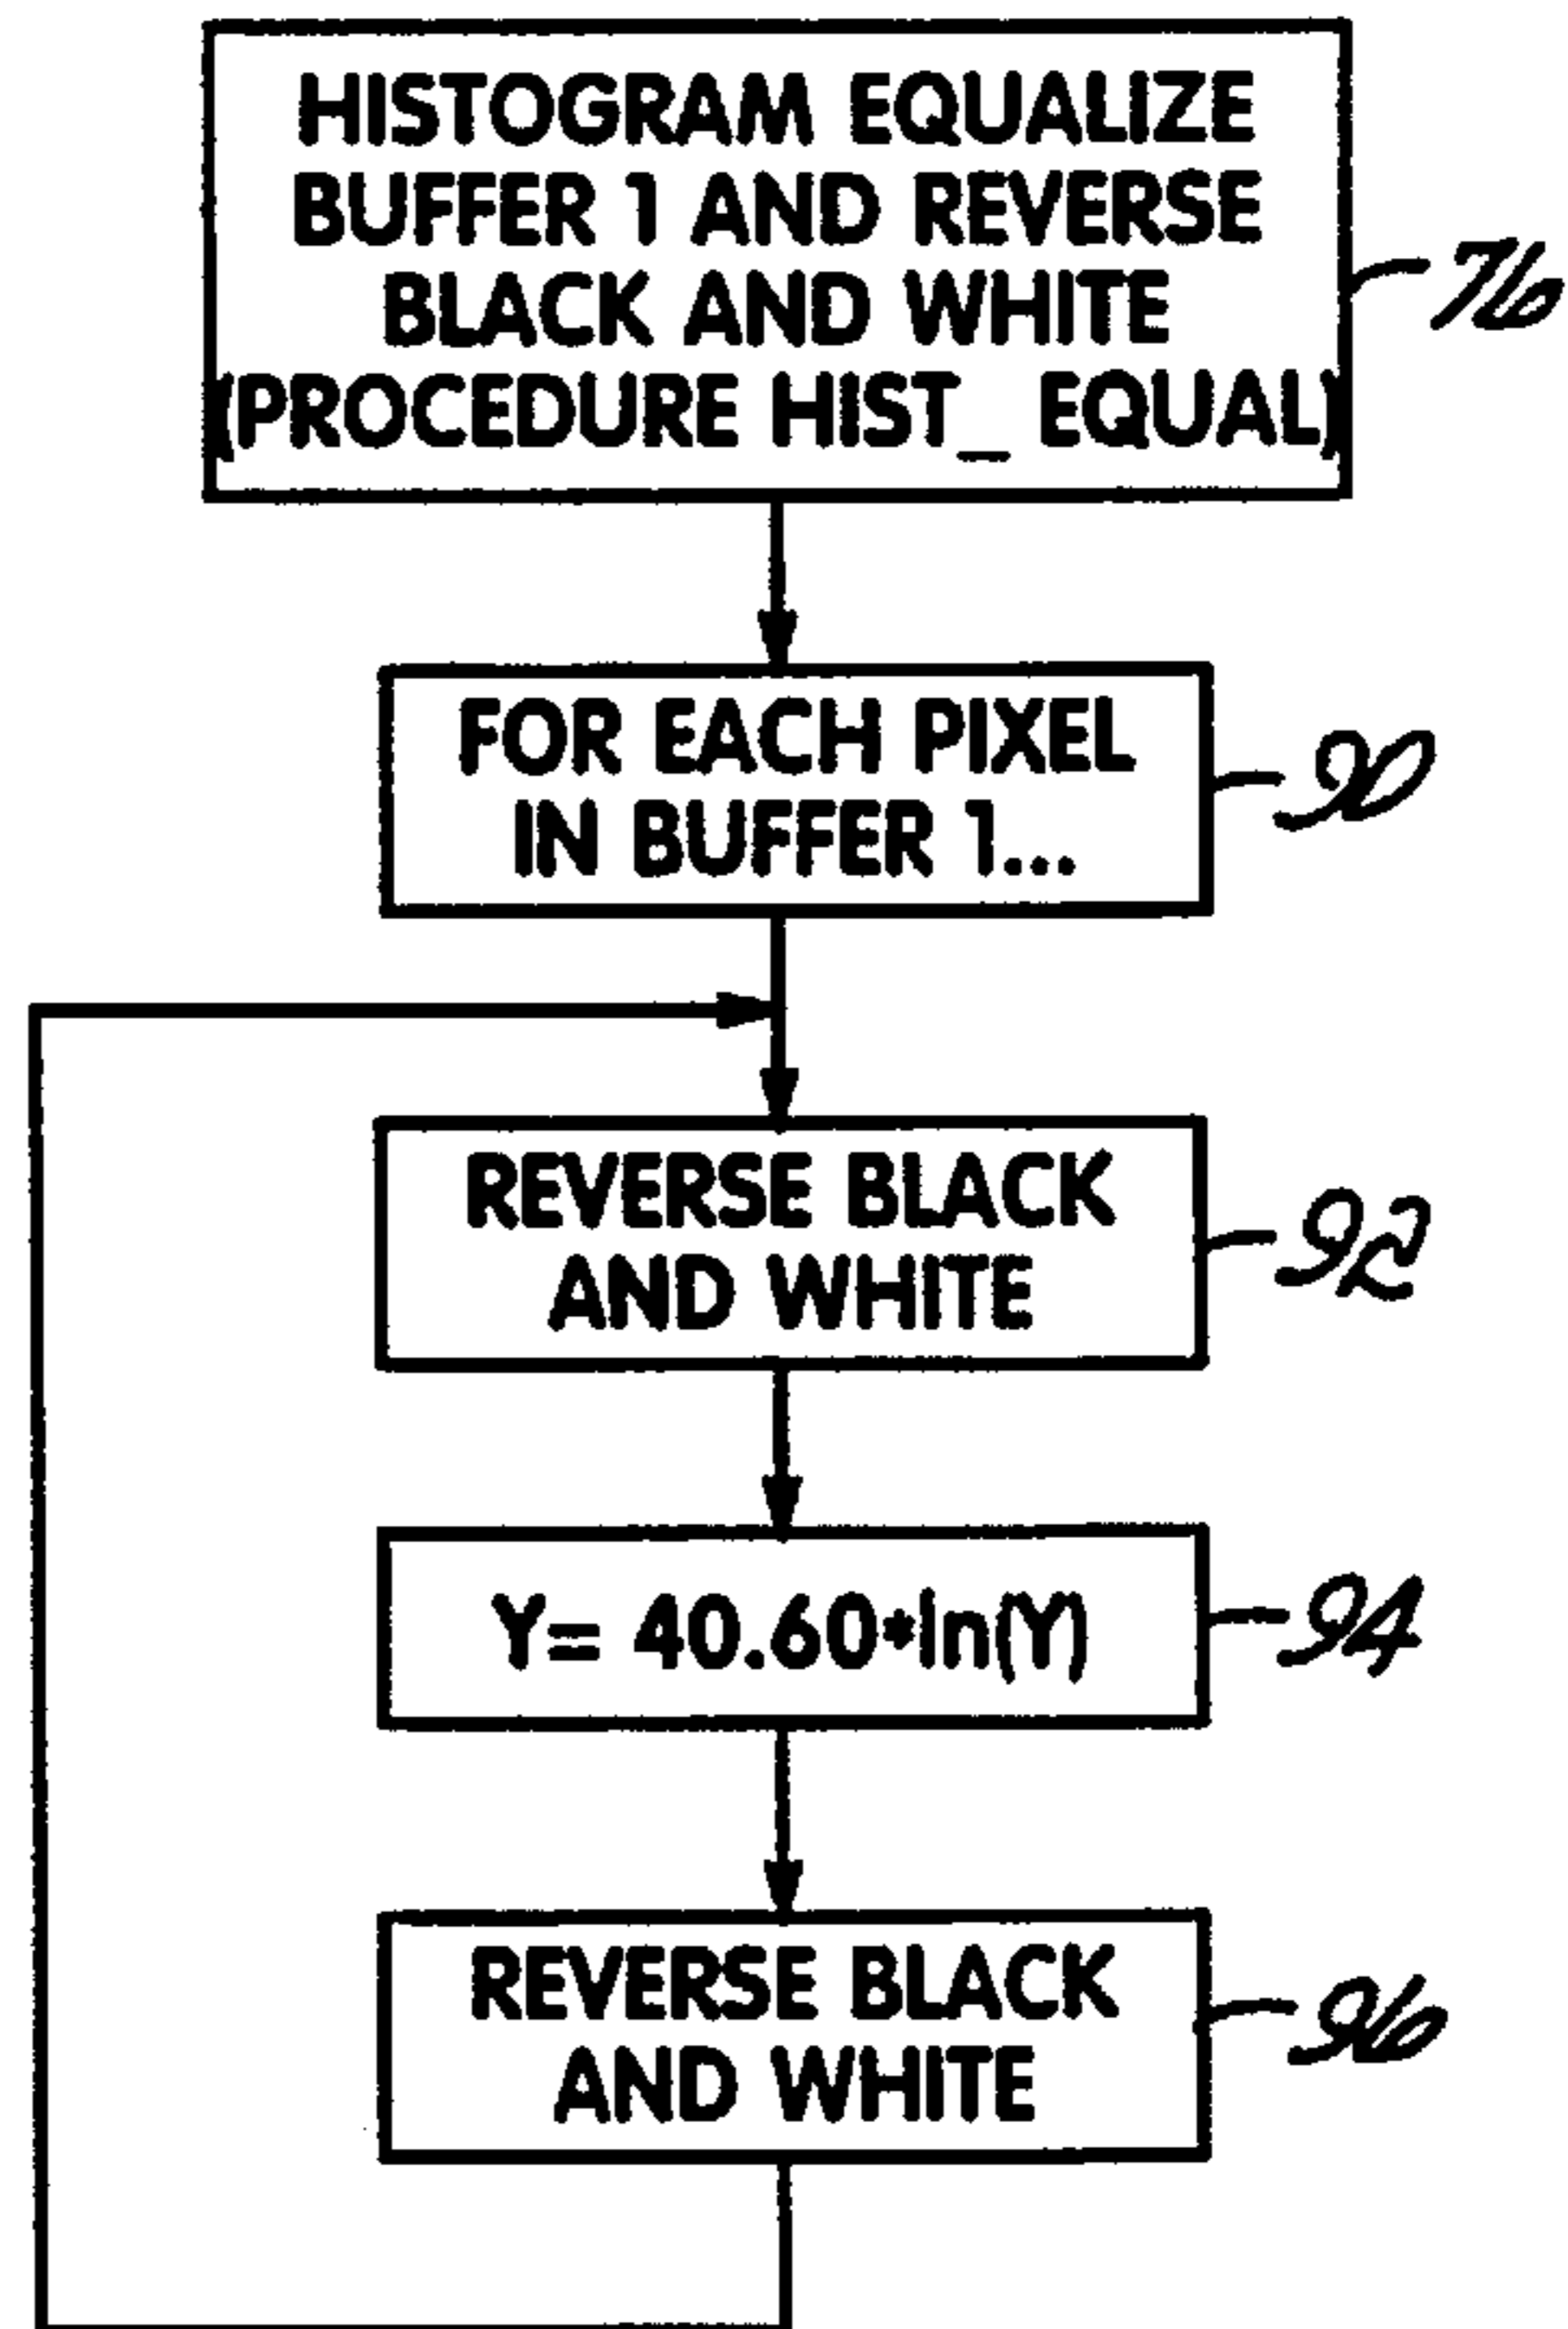 HISTOGRAM EQUALIZE
BUFFER 1 AND REVERSE
BLACK AND WHITE
(PROCEDURE HIST_ EQUAL)
76
FOR EACH PIXEL
IN BUFFER 1...
90
REVERSE BLACK
AND WHITE
92
Y= 40.60*ln(Y)
94
REVERSE BLACK
AND WHITE
96